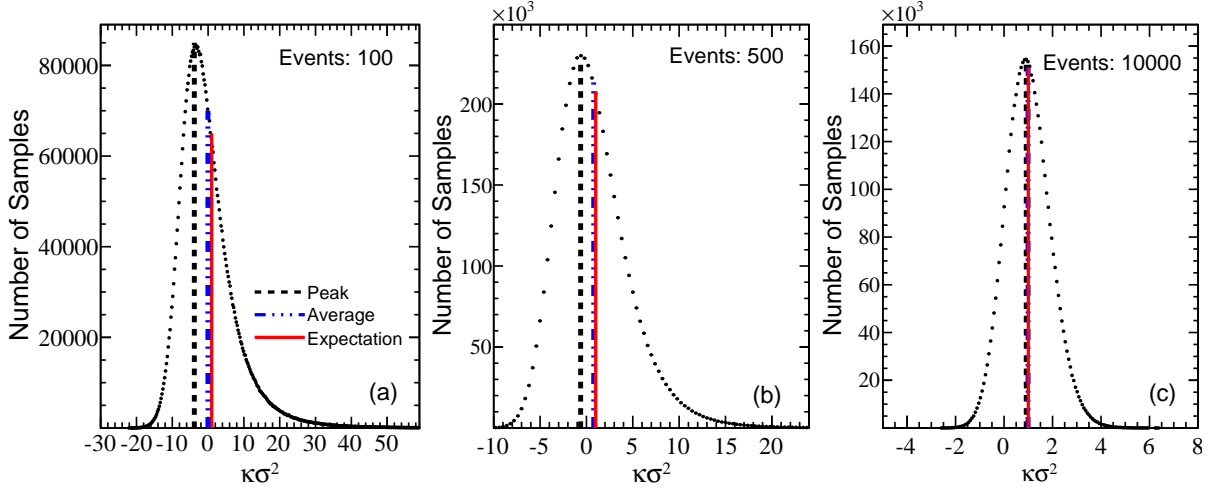 Number of Samples
80000
60000
40000
20000
-30 -20 -10 0 10 20 30 40 50
κσ²
Events: 100
Peak
Average
Expectation
(a)
×10³
Number of Samples
200
150
100
50
-10 -5 0 5 10 15 20
κσ²
Events: 500
(b)
×10³
Number of Samples
160
140
120
100
80
60
40
20
-4 -2 0 2 4 6 8
κσ²
Events: 10000
(c)